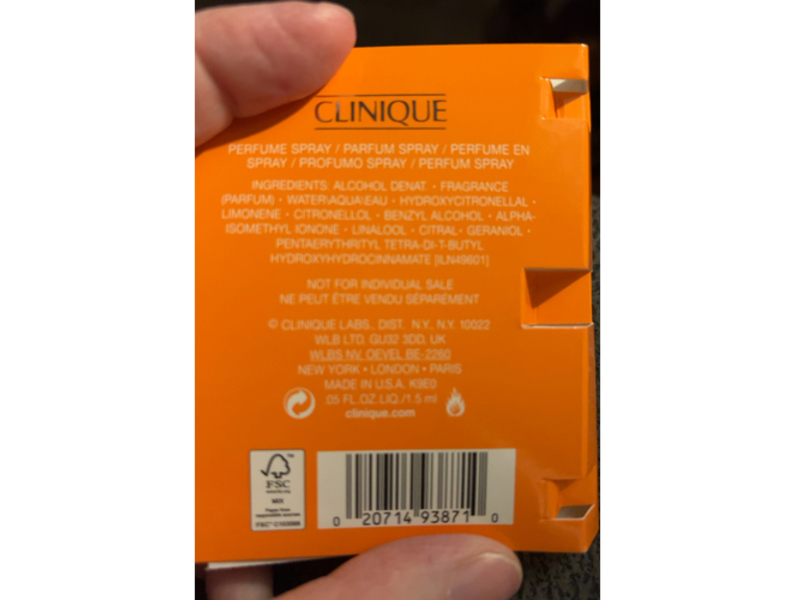 CLINIQUE
PERFUME SPRAY / PARFUM SPRAY / PERFUME EN
SPRAY / PROFUMO SPRAY / PERFUM SPRAY
INGREDIENTS: ALCOHOL DENAT • FRAGRANCE
(PARFUM) • WATER\AQUA\EAU • HYDROXYCITRONELLAL •
LIMONENE • CITRONELLOL • BENZYL ALCOHOL • ALPHA-
ISOMETHYL IONONE • LINALOOL • CITRAL • GERANIOL •
PENTAERYTHRITYL TETRA-DI-T-BUTYL
HYDROXYHYDROCINNAMATE [ILN49601]
NOT FOR INDIVIDUAL SALE
NE PEUT ÊTRE VENDU SÉPARÉMENT
© CLINIQUE LABS., DIST. N.Y., N.Y. 10022
WLB LTD, GU32 3DD, UK
WLBS NV, OEVEL BE-2260
NEW YORK • LONDON • PARIS
MADE IN U.S.A. K9E0
.05 FL.OZ.LIQ./1.5 ml
clinique.com
TM
FSC
MIX
0 20714 93871 0